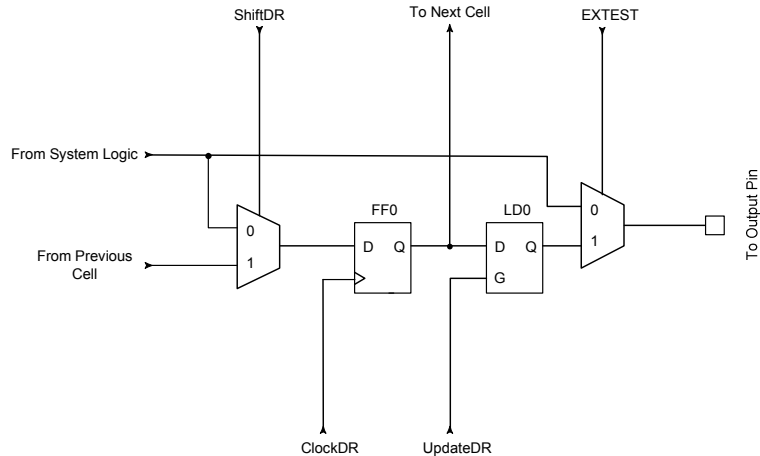 ShiftDR
To Next Cell
EXTEST
From System Logic
0
1
From Previous
Cell
FF0
D Q
LD0
D Q
G
0
1
To Output Pin
ClockDR
UpdateDR